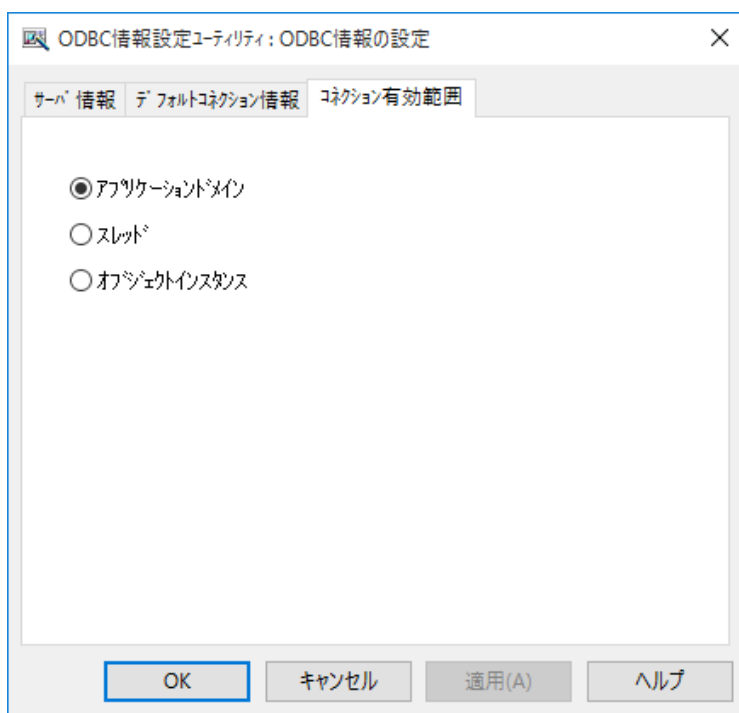 ODBC情報設定ﾕｰﾃｨﾘﾃｨ : ODBC情報の設定
ｻｰﾊﾞ情報 ﾃﾞﾌｫﾙﾄｺﾈｸｼｮﾝ情報 ｺﾈｸｼｮﾝ有効範囲
ｱﾌﾟﾘｹｰｼｮﾝﾄﾞﾒｲﾝ
ｽﾚｯﾄﾞ
ｵﾌﾞｼﾞｪｸﾄｲﾝｽﾀﾝｽ
OK キャンセル 適用(A) ヘルプ